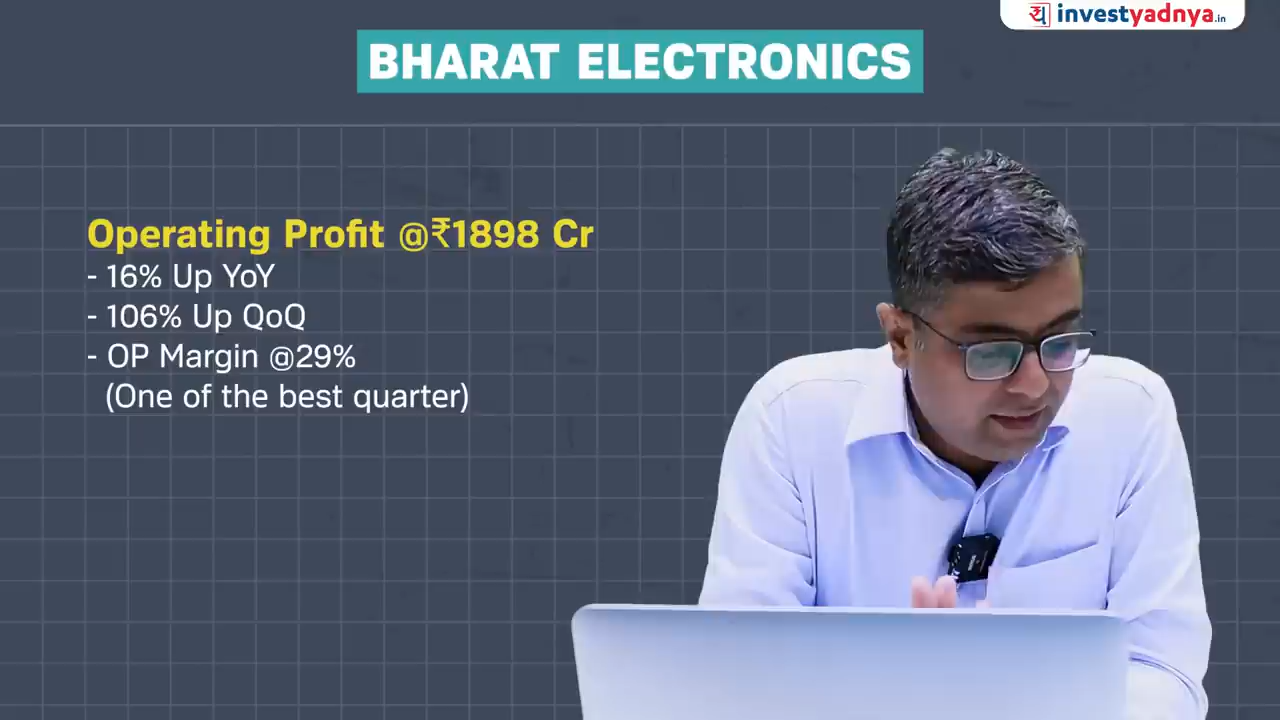 investyadnya.in
BHARAT ELECTRONICS
Operating Profit @₹1898 Cr
- 16% Up YoY
- 106% Up QoQ
- OP Margin @29%
(One of the best quarter)